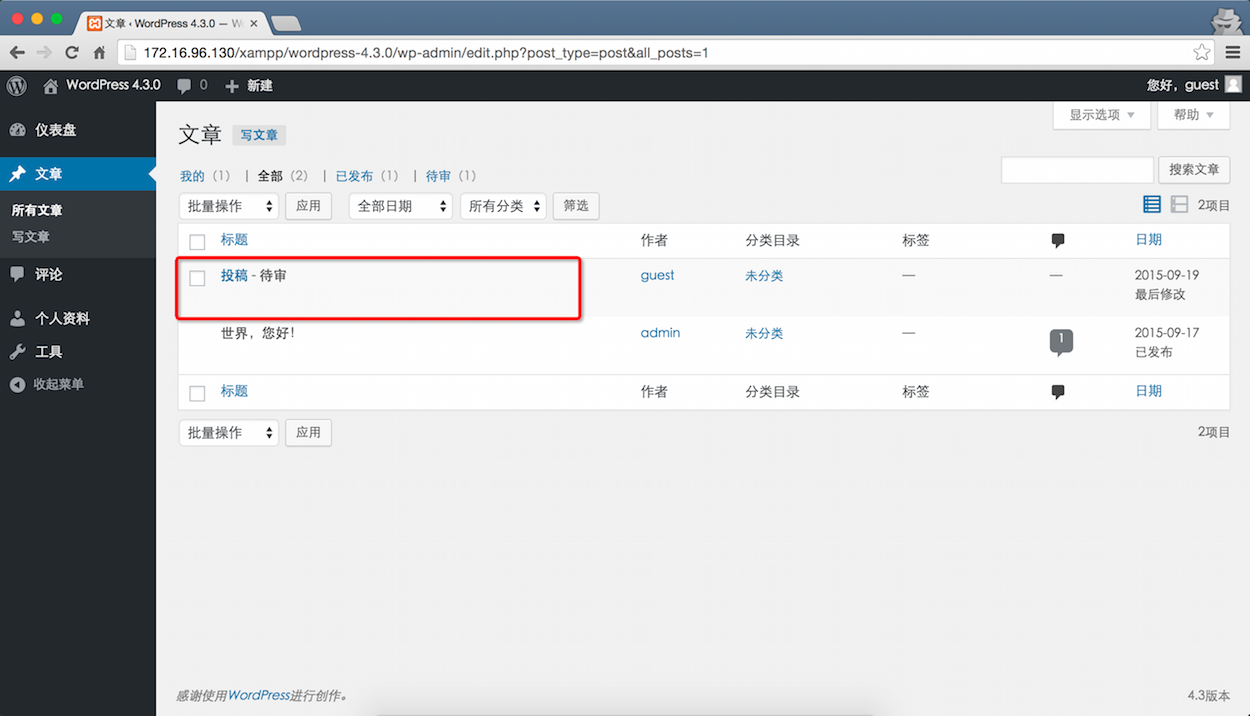 文章 ‹ WordPress 4.3.0 — W
172.16.96.130/xampp/wordpress-4.3.0/wp-admin/edit.php?post_type=post&all_posts=1
WordPress 4.3.0 0 新建 您好，guest
仪表盘
文章
所有文章
写文章
评论
个人资料
工具
收起菜单
显示选项 帮助
文章 写文章
我的（1） | 全部（2） | 已发布（1） | 待审（1）
搜索文章
批量操作 应用 全部日期 所有分类 筛选 2项目
标题 作者 分类目录 标签 日期
投稿 - 待审 guest 未分类 — — 2015-09-19
最后修改
世界，您好！ admin 未分类 — 1 2015-09-17
已发布
标题 作者 分类目录 标签 日期
批量操作 应用 2项目
感谢使用WordPress进行创作。 4.3版本